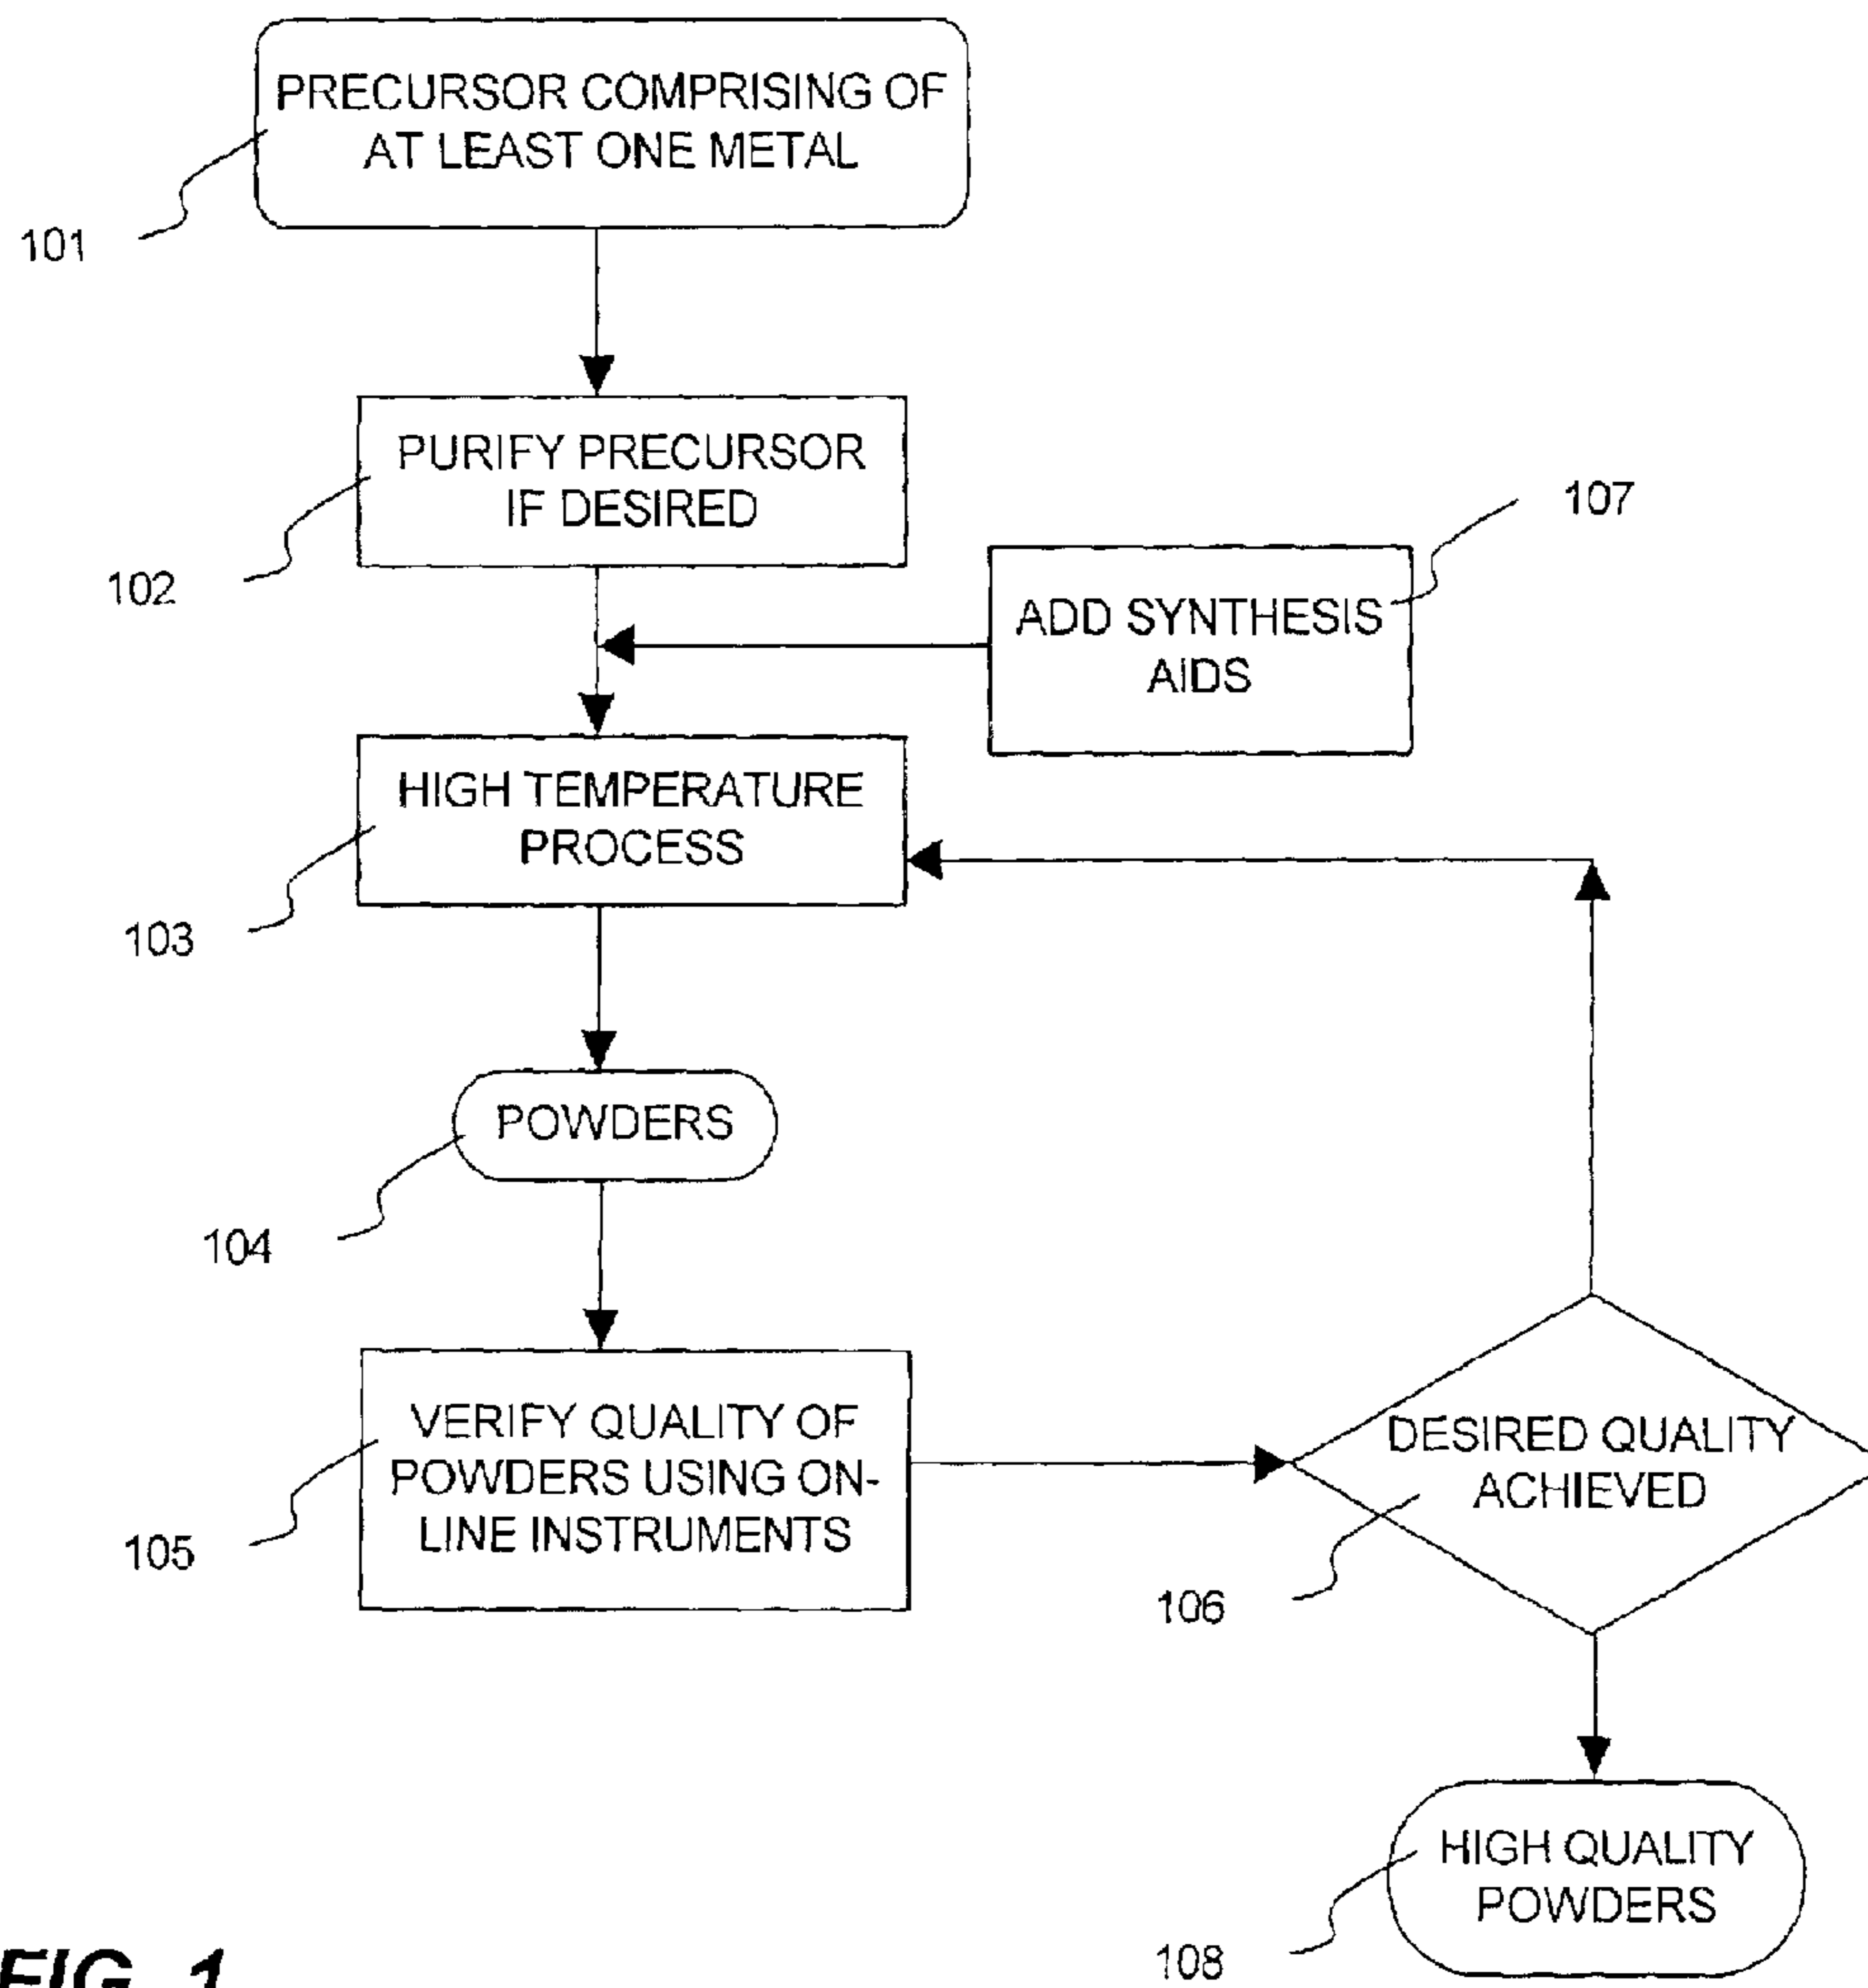 PRECURSOR COMPRISING OF
AT LEAST ONE METAL
101
PURIFY PRECURSOR
IF DESIRED
102
107
ADD SYNTHESIS
AIDS
HIGH TEMPERATURE
PROCESS
103
POWDERS
104
VERIFY QUALITY OF
POWDERS USING ON-
LINE INSTRUMENTS
105
DESIRED QUALITY
ACHIEVED
106
HIGH QUALITY
POWDERS
108
FIG. 1